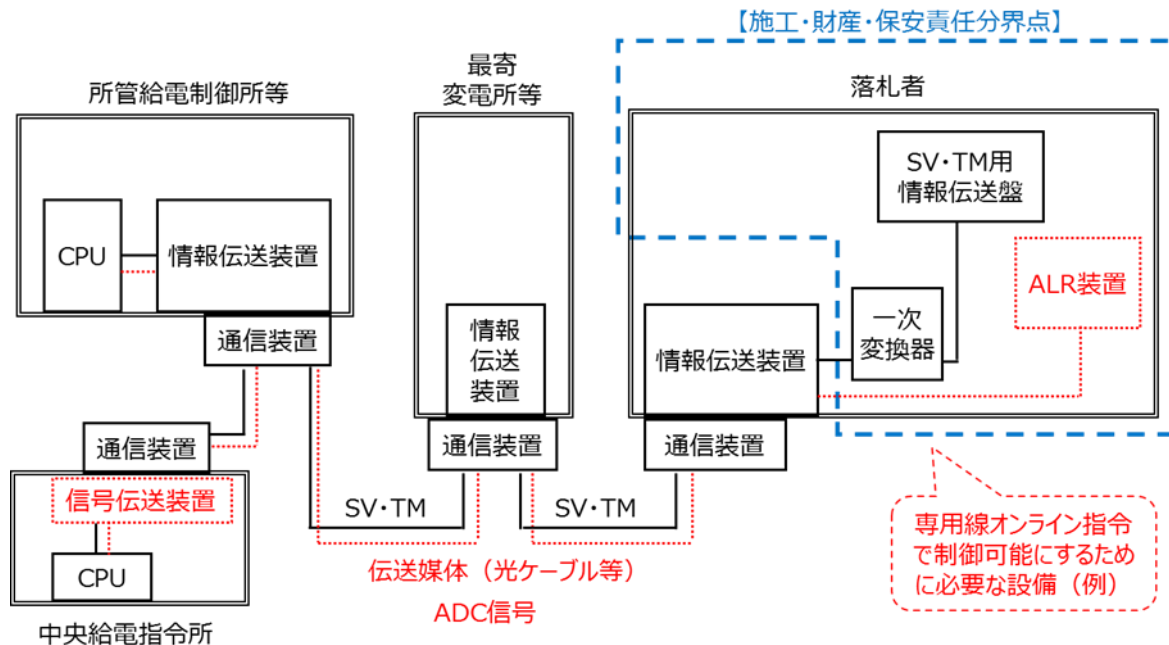 【施工・財産・保安責任分界点】
所管給電制御所等
最寄
変電所等
落札者
CPU
情報伝送装置
通信装置
情報
伝送
装置
通信装置
SV・TM用
情報伝送盤
ALR装置
一次
変換器
情報伝送装置
通信装置
通信装置
信号伝送装置
CPU
中央給電指令所
SV・TM
SV・TM
伝送媒体（光ケーブル等）
ADC信号
専用線オンライン指令
で制御可能にするため
に必要な設備（例）